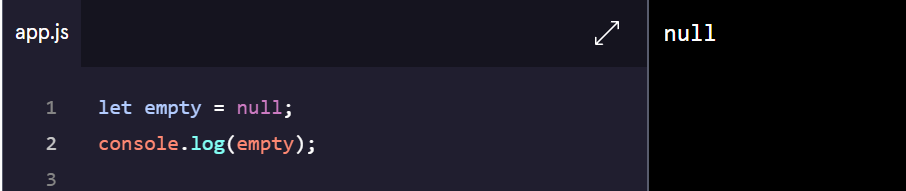 app.js
null
1 let empty = null;
2 console.log(empty);
3